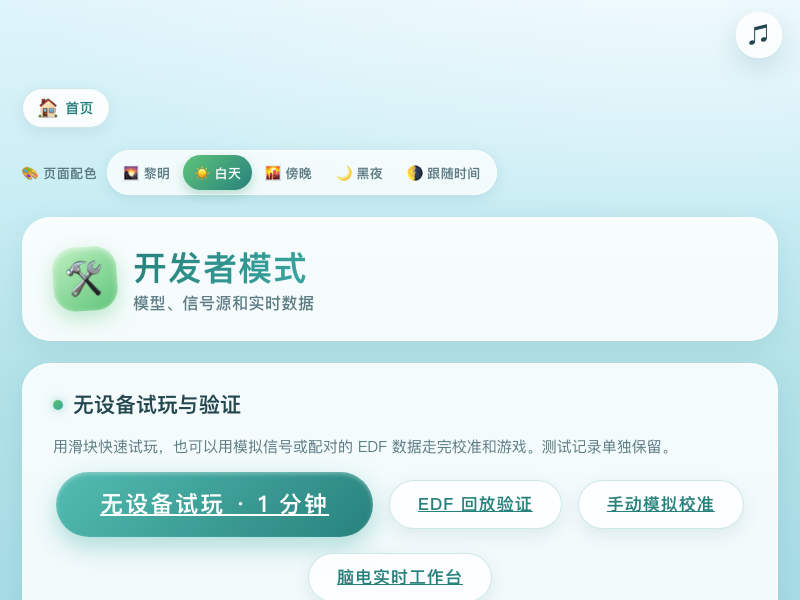 首页
页面配色 黎明 白天 傍晚 黑夜 跟随时间
开发者模式
模型、信号源和实时数据
无设备试玩与验证
用滑块快速试玩，也可以用模拟信号或配对的 EDF 数据走完校准和游戏。测试记录单独保留。
无设备试玩 · 1 分钟 EDF 回放验证 手动模拟校准
脑电实时工作台